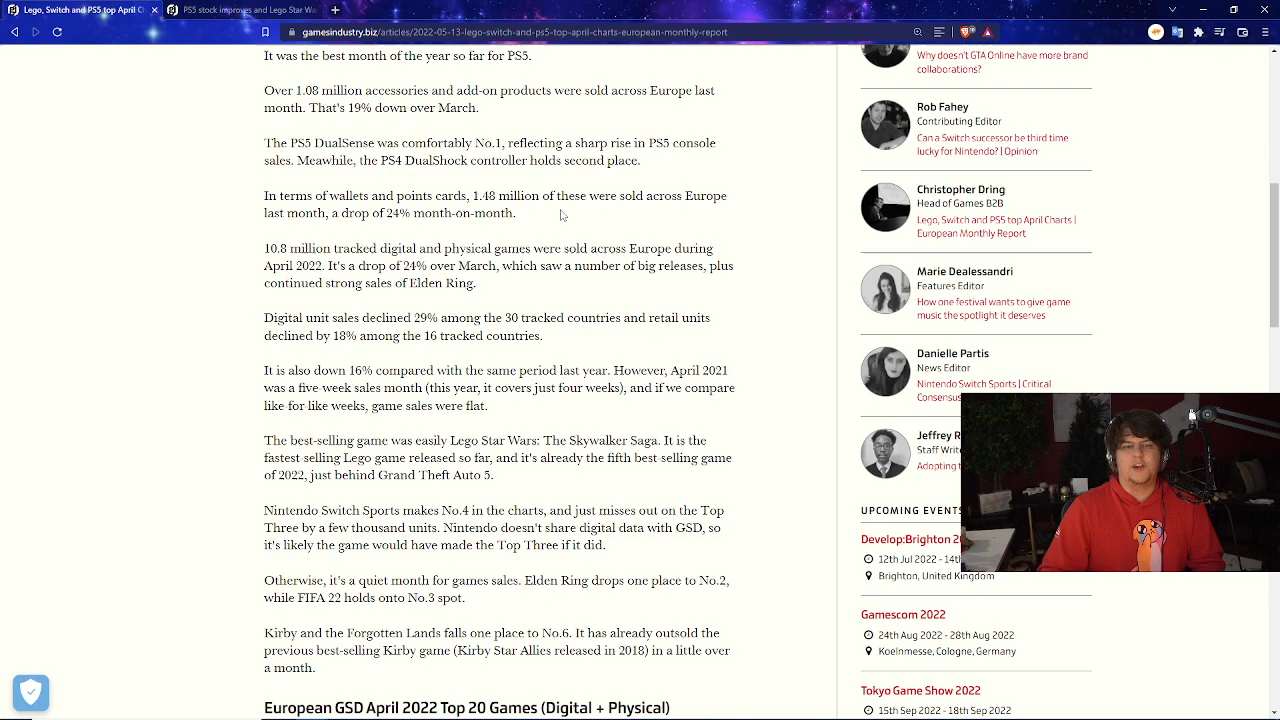 Lego, Switch and PS5 top April C
PS5 stock improves and Lego Star Wa
gamesindustry.biz/articles/2022-05-13-lego-switch-and-ps5-top-april-charts-european-monthly-report
It was the best month of the year so far for PS5.
Over 1.08 million accessories and add-on products were sold across Europe last
month. That's 19% down over March.
The PS5 DualSense was comfortably No.1, reflecting a sharp rise in PS5 console
sales. Meawhile, the PS4 DualShock controller holds second place.
In terms of wallets and points cards, 1.48 million of these were sold across Europe
last month, a drop of 24% month-on-month.
10.8 million tracked digital and physical games were sold across Europe during
April 2022. It's a drop of 24% over March, which saw a number of big releases, plus
continued strong sales of Elden Ring.
Digital unit sales declined 29% among the 30 tracked countries and retail units
declined by 18% among the 16 tracked countries.
It is also down 16% compared with the same period last year. However, April 2021
was a five-week sales month (this year, it covers just four weeks), and if we compare
like-for-like weeks, game sales were flat.
The best-selling game was easily Lego Star Wars: The Skywalker Saga. It is the
fastest-selling Lego game released so far, and it's already the fifth best-selling game
of 2022, just behind Grand Theft Auto 5.
Nintendo Switch Sports makes No.4 in the charts, and just misses out on the Top
Three by a few thousand units. Nintendo doesn't share digital data with GSD, so
it's likely the game would have made the Top Three if it did.
Otherwise, it's a quiet month for games sales. Elden Ring drops one place to No.2,
while FIFA 22 holds onto No.3 spot.
Kirby and the Forgotten Lands falls one place to No.6. It has already outsold the
previous best-selling Kirby game (Kirby Star Allies released in 2018) in a little over
a month.
European GSD April 2022 Top 20 Games (Digital + Physical)
Why doesn't GTA Online have more brand
collaborations?
Rob Fahey
Contributing Editor
Can a Switch successor be third time
lucky for Nintendo? | Opinion
Christopher Dring
Head of Games B2B
Lego, Switch and PS5 top April Charts |
European Monthly Report
Marie Dealessandri
Features Editor
How one festival wants to give game
music the spotlight it deserves
Danielle Partis
News Editor
Nintendo Switch Sports | Critical
Consensus
Jeffrey R
Staff Write
Adopting t
UPCOMING EVENTS
Develop:Brighton 2
12th Jul 2022 - 14th
Brighton, United Kingdom
Gamescom 2022
24th Aug 2022 - 28th Aug 2022
Koelnmesse, Cologne, Germany
Tokyo Game Show 2022
15th Sep 2022 - 18th Sep 2022